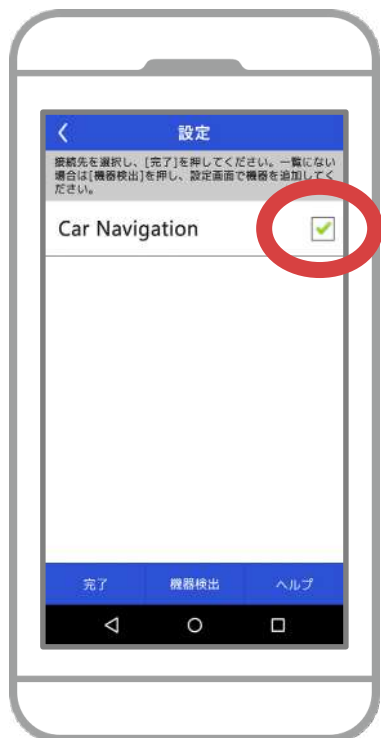 設定
接続先を選択し、[完了]を押してください。一覧にない
場合は[機器検出]を押し、設定画面で機器を追加してく
ださい。
Car Navigation
完了 機器検出 ヘルプ